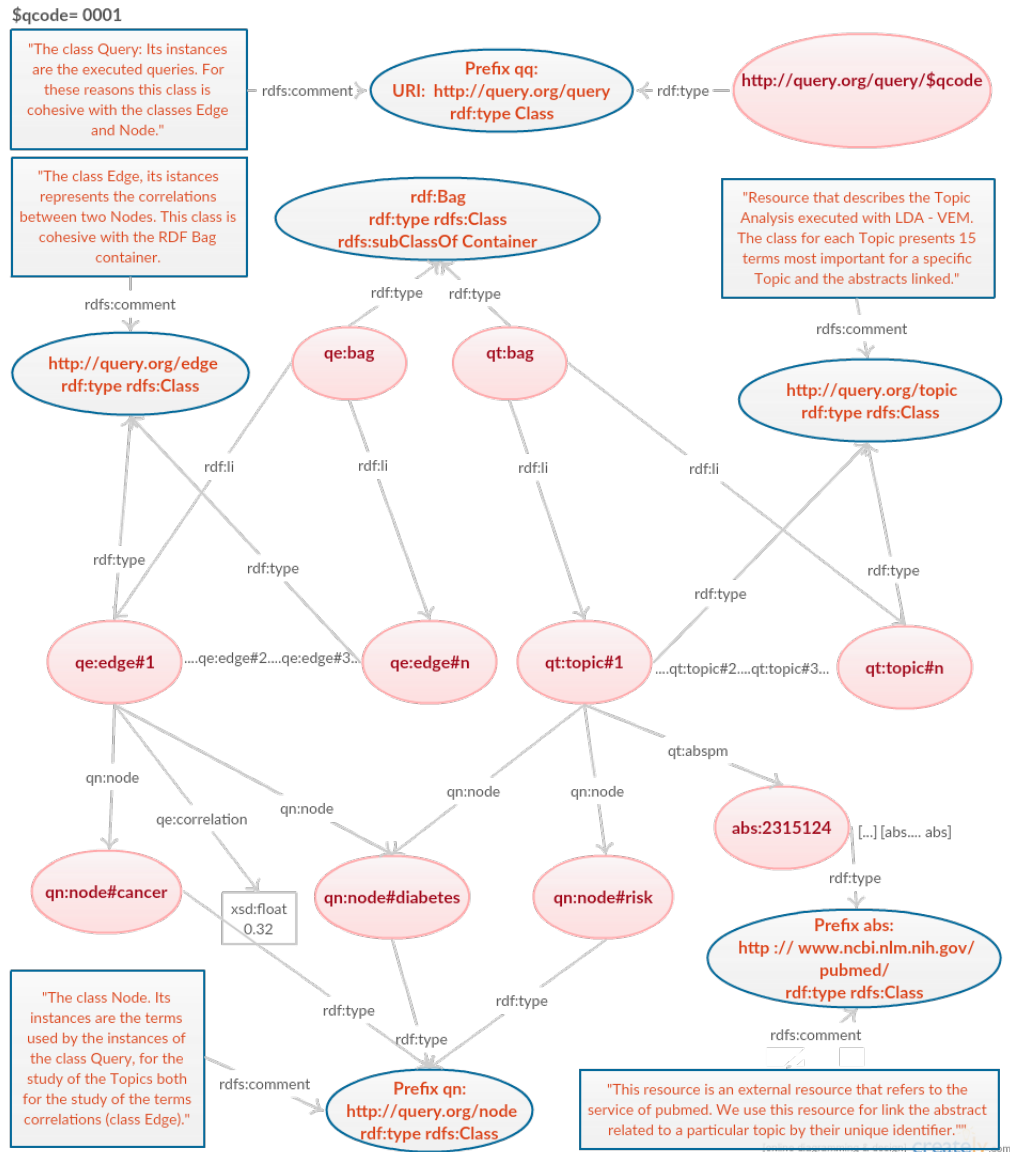 $qcode= 0001
"The class Query: Its instances
are the executed queries. For
these reasons this class is
cohesive with the classes Edge
and Node."
rdfs:comment
Prefix qq:
URI: http://query.org/query
rdf:type Class
rdf:type
http://query.org/query/$qcode
"The class Edge, its istances
represents the correlations
between two Nodes. This class is
cohesive with the RDF Bag
container.
rdf:Bag
rdf:type rdfs:Class
rdfs:subClassOf Container
"Resource that describes the Topic
Analysis executed with LDA - VEM.
The class for each Topic presents 15
terms most important for a specific
Topic and the abstracts linked."
rdfs:comment
rdf:type
rdf:type
rdfs:comment
http://query.org/edge
rdf:type rdfs:Class
qe:bag
qt:bag
http://query.org/topic
rdf:type rdfs:Class
rdf:li
rdf:li
rdf:li
rdf:li
rdf:type
rdf:type
rdf:type
rdf:type
qe:edge#1
....qe:edge#2....qe:edge#3...
qe:edge#n
qt:topic#1
....qt:topic#2....qt:topic#3...
qt:topic#n
qn:node
qe:correlation
qn:node
qn:node
qn:node
qt:abspm
abs:2315124
[...] [abs.... abs]
qn:node#cancer
xsd:float
0.32
qn:node#diabetes
qn:node#risk
rdf:type
Prefix abs:
http :// www.ncbi.nlm.nih.gov/
pubmed/
rdf:type rdfs:Class
"The class Node. Its
instances are the terms
used by the instances of
the class Query, for the
study of the Topics both
for the study of the terms
correlations (class Edge)."
rdf:type
rdf:type
rdf:type
rdfs:comment
rdfs:comment
Prefix qn:
http://query.org/node
rdf:type rdfs:Class
"This resource is an external resource that refers to the
service of pubmed. We use this resource for link the abstract
related to a particular topic by their unique identifier.""
[online diagramming & design] creately.com